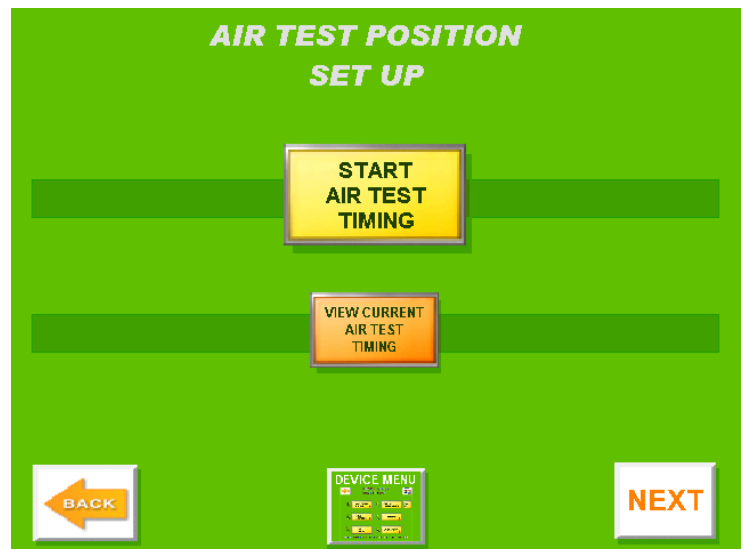 AIR TEST POSITION
SET UP
START
AIR TEST
TIMING
VIEW CURRENT
AIR TEST
TIMING
BACK
DEVICE MENU
NEXT